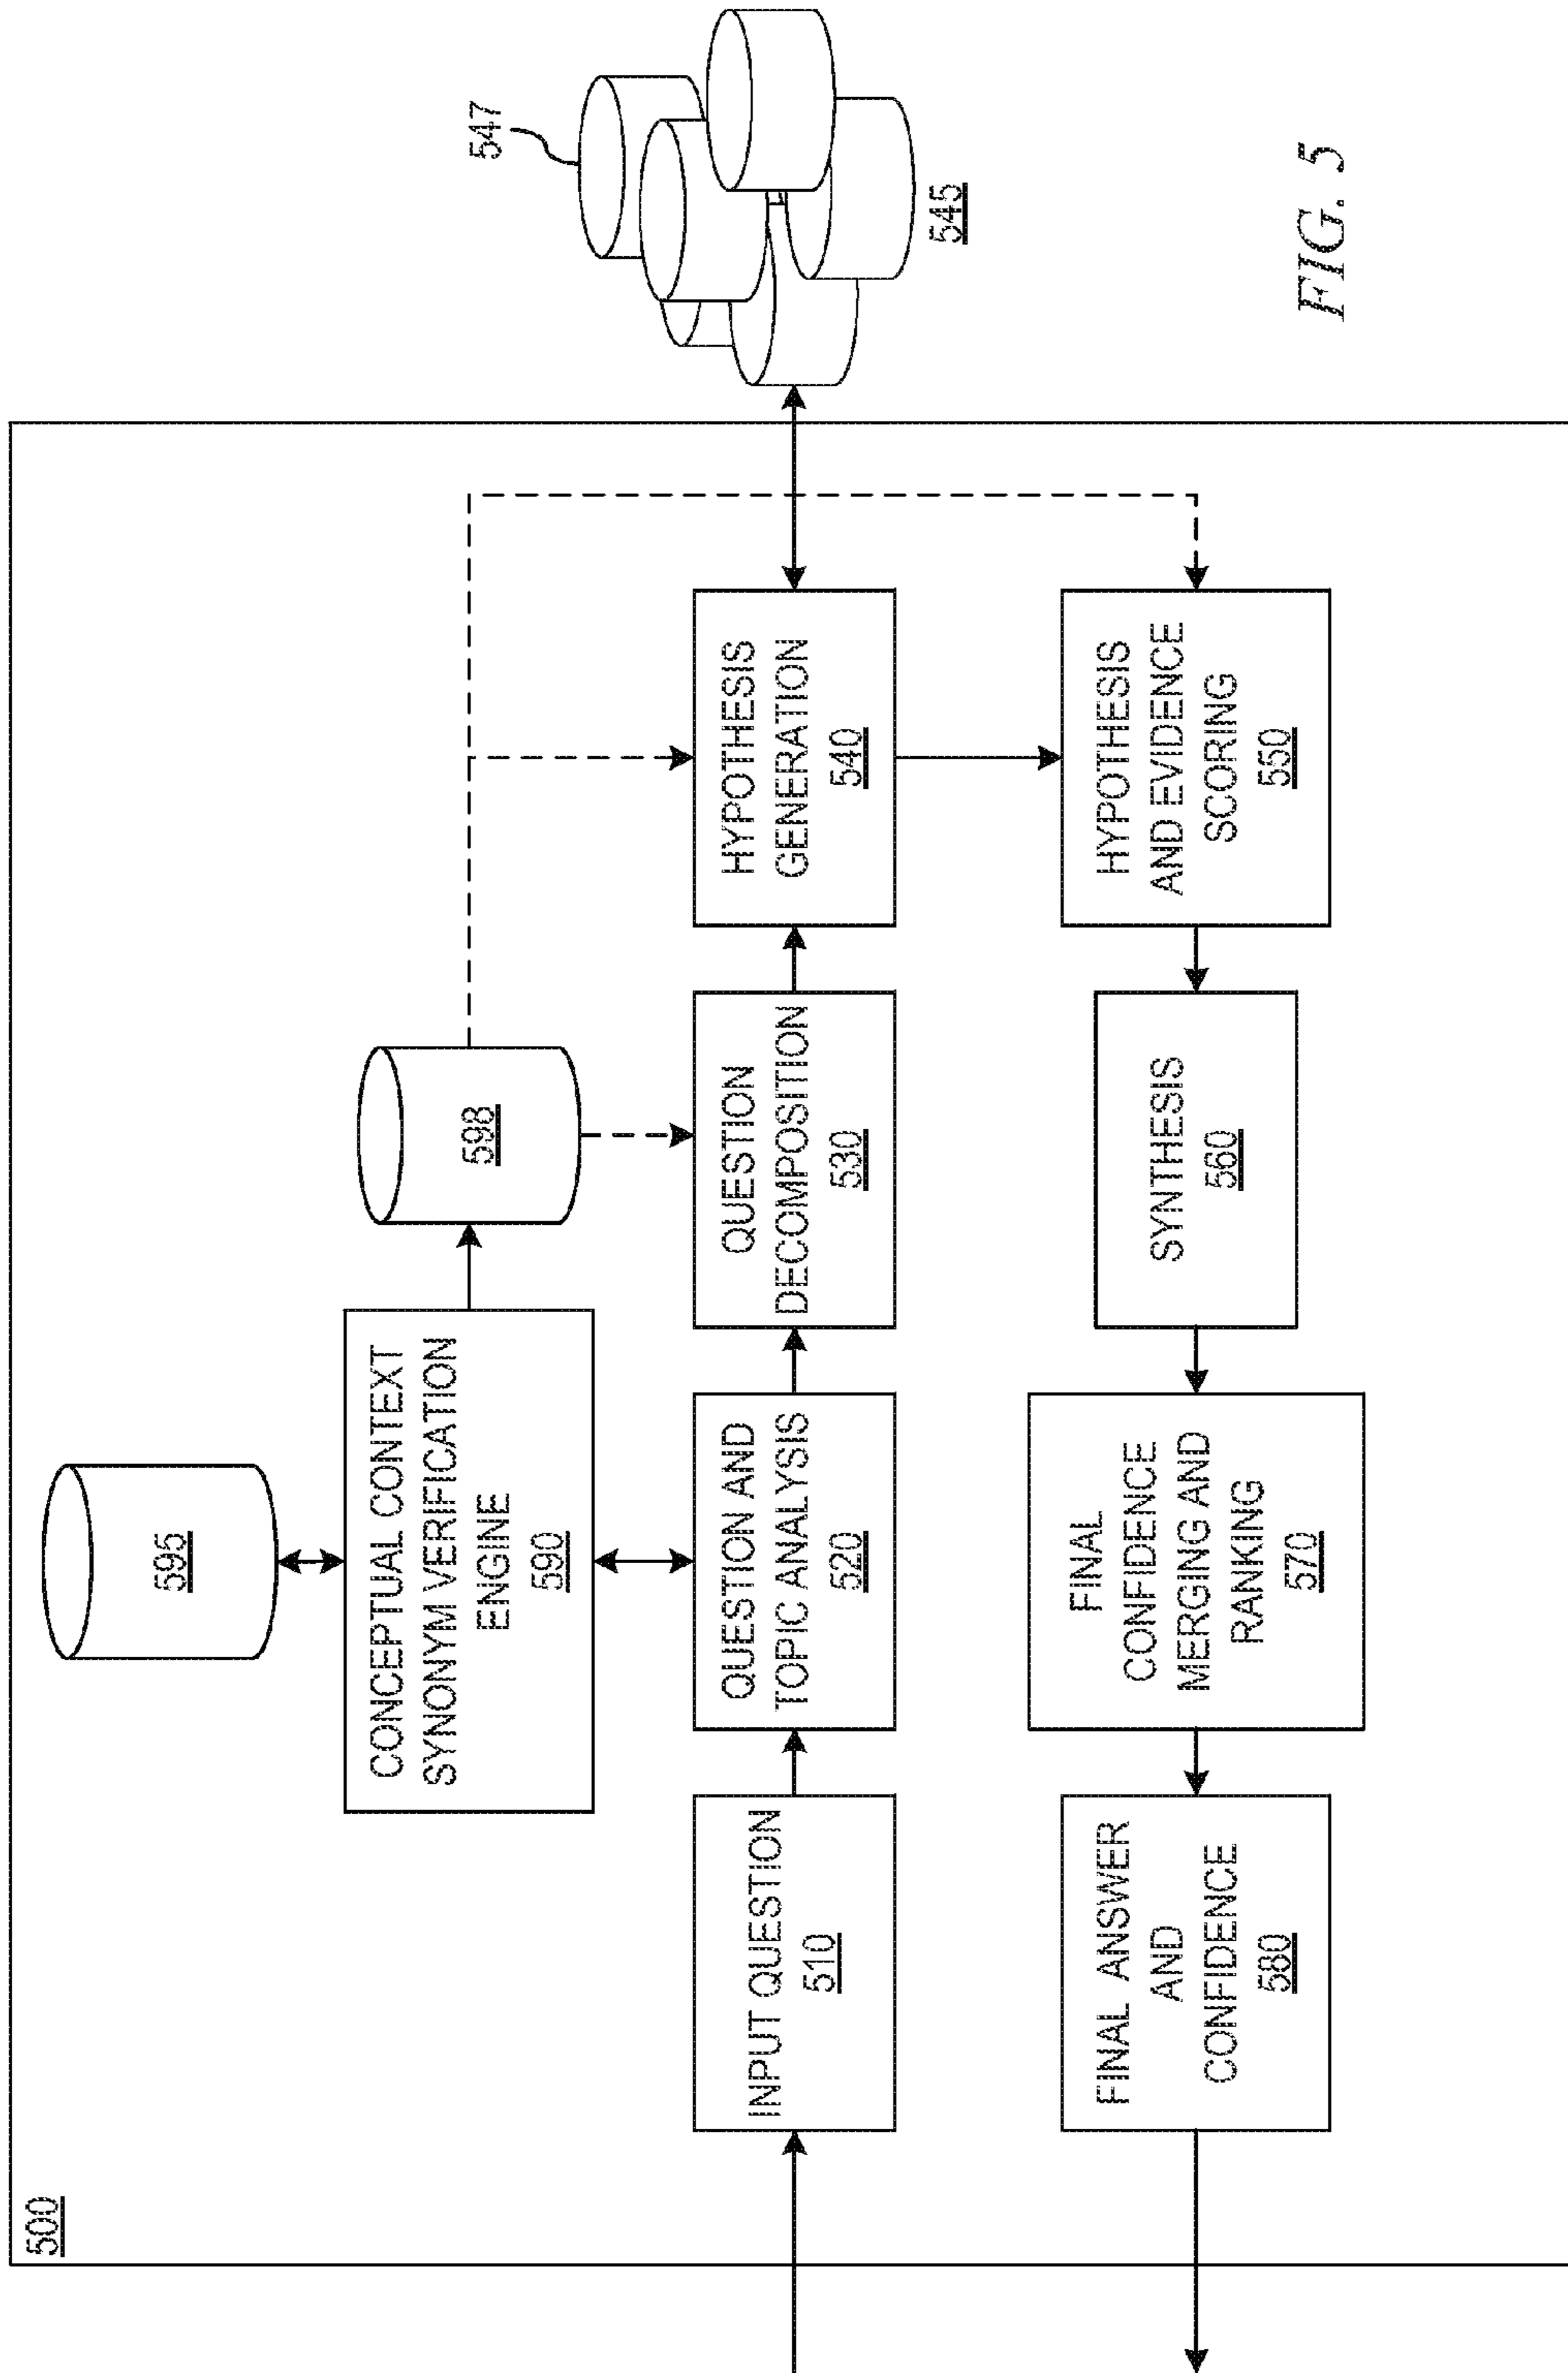 500
595
CONCEPTUAL CONTEXT
SYNONYM VERIFICATION
ENGINE
590
598
547
545
INPUT QUESTION
510
QUESTION AND
TOPIC ANALYSIS
520
QUESTION
DECOMPOSITION
530
HYPOTHESIS
GENERATION
540
FINAL ANSWER
AND
CONFIDENCE
580
FINAL
CONFIDENCE
MERGING AND
RANKING
570
SYNTHESIS
560
HYPOTHESIS
AND EVIDENCE
SCORING
550
FIG. 5